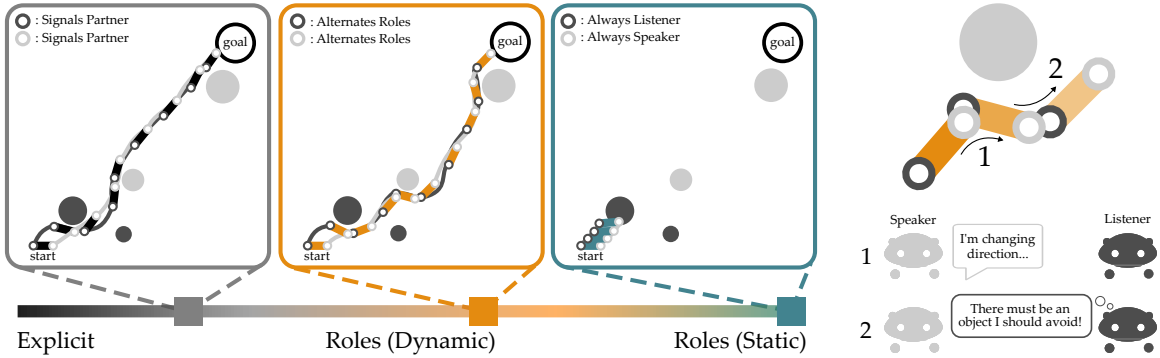 : Signals Partner
: Signals Partner
goal
start
: Alternates Roles
: Alternates Roles
goal
start
: Always Listener
: Always Speaker
goal
start
Explicit
Roles (Dynamic)
Roles (Static)
2
1
Speaker
Listener
1
I'm changing
direction...
2
There must be an
object I should avoid!